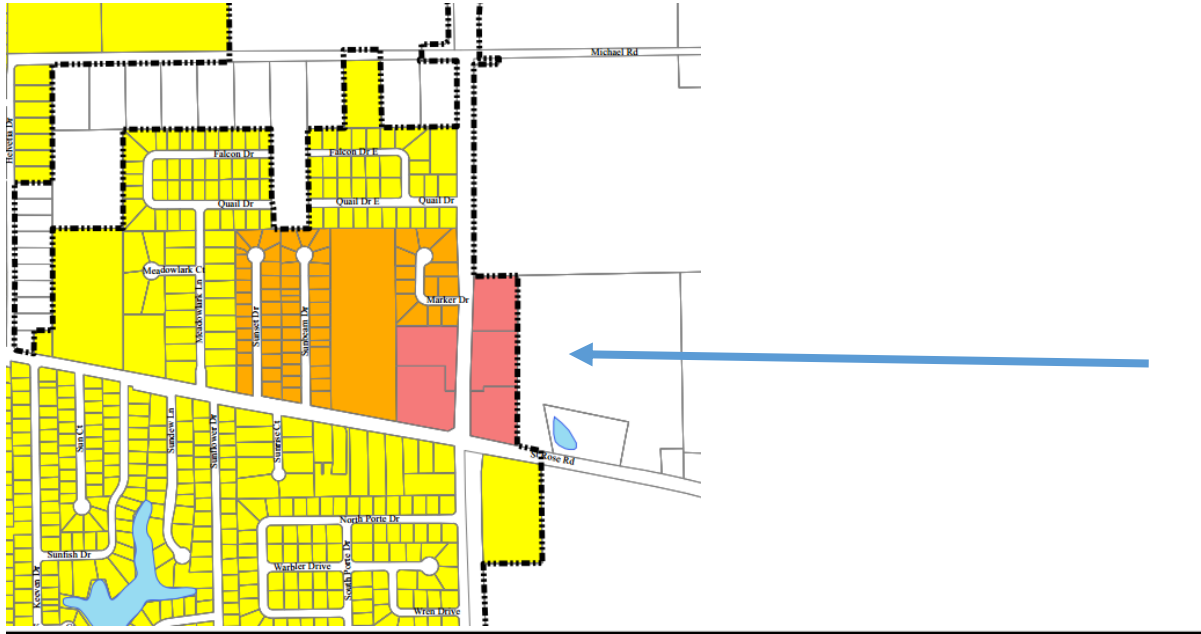 Michael Rd
Helvetia Dr
Falcon Dr
Falcon Dr E
Quail Dr
Quail Dr E
Quail Dr
Meadowlark Ct
Meadowlark Ln
Sunset Dr
Sunbeam Dr
Marker Dr
Sun Ct
Sundew Ln
Sunflower Dr
Sunrise Ct
St Rose Rd
North Porte Dr
Sunfish Dr
Keeven Dr
Warbler Drive
South Porte Dr
Wren Drive